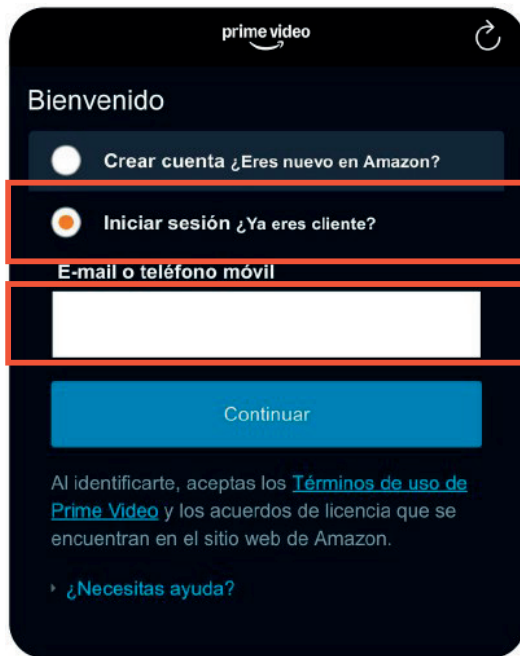 prime video
Bienvenido
Crear cuenta ¿Eres nuevo en Amazon?
Iniciar sesión ¿Ya eres cliente?
E-mail o teléfono móvil
Continuar
Al identificarte, aceptas los Términos de uso de
Prime Video y los acuerdos de licencia que se
encuentran en el sitio web de Amazon.
¿Necesitas ayuda?